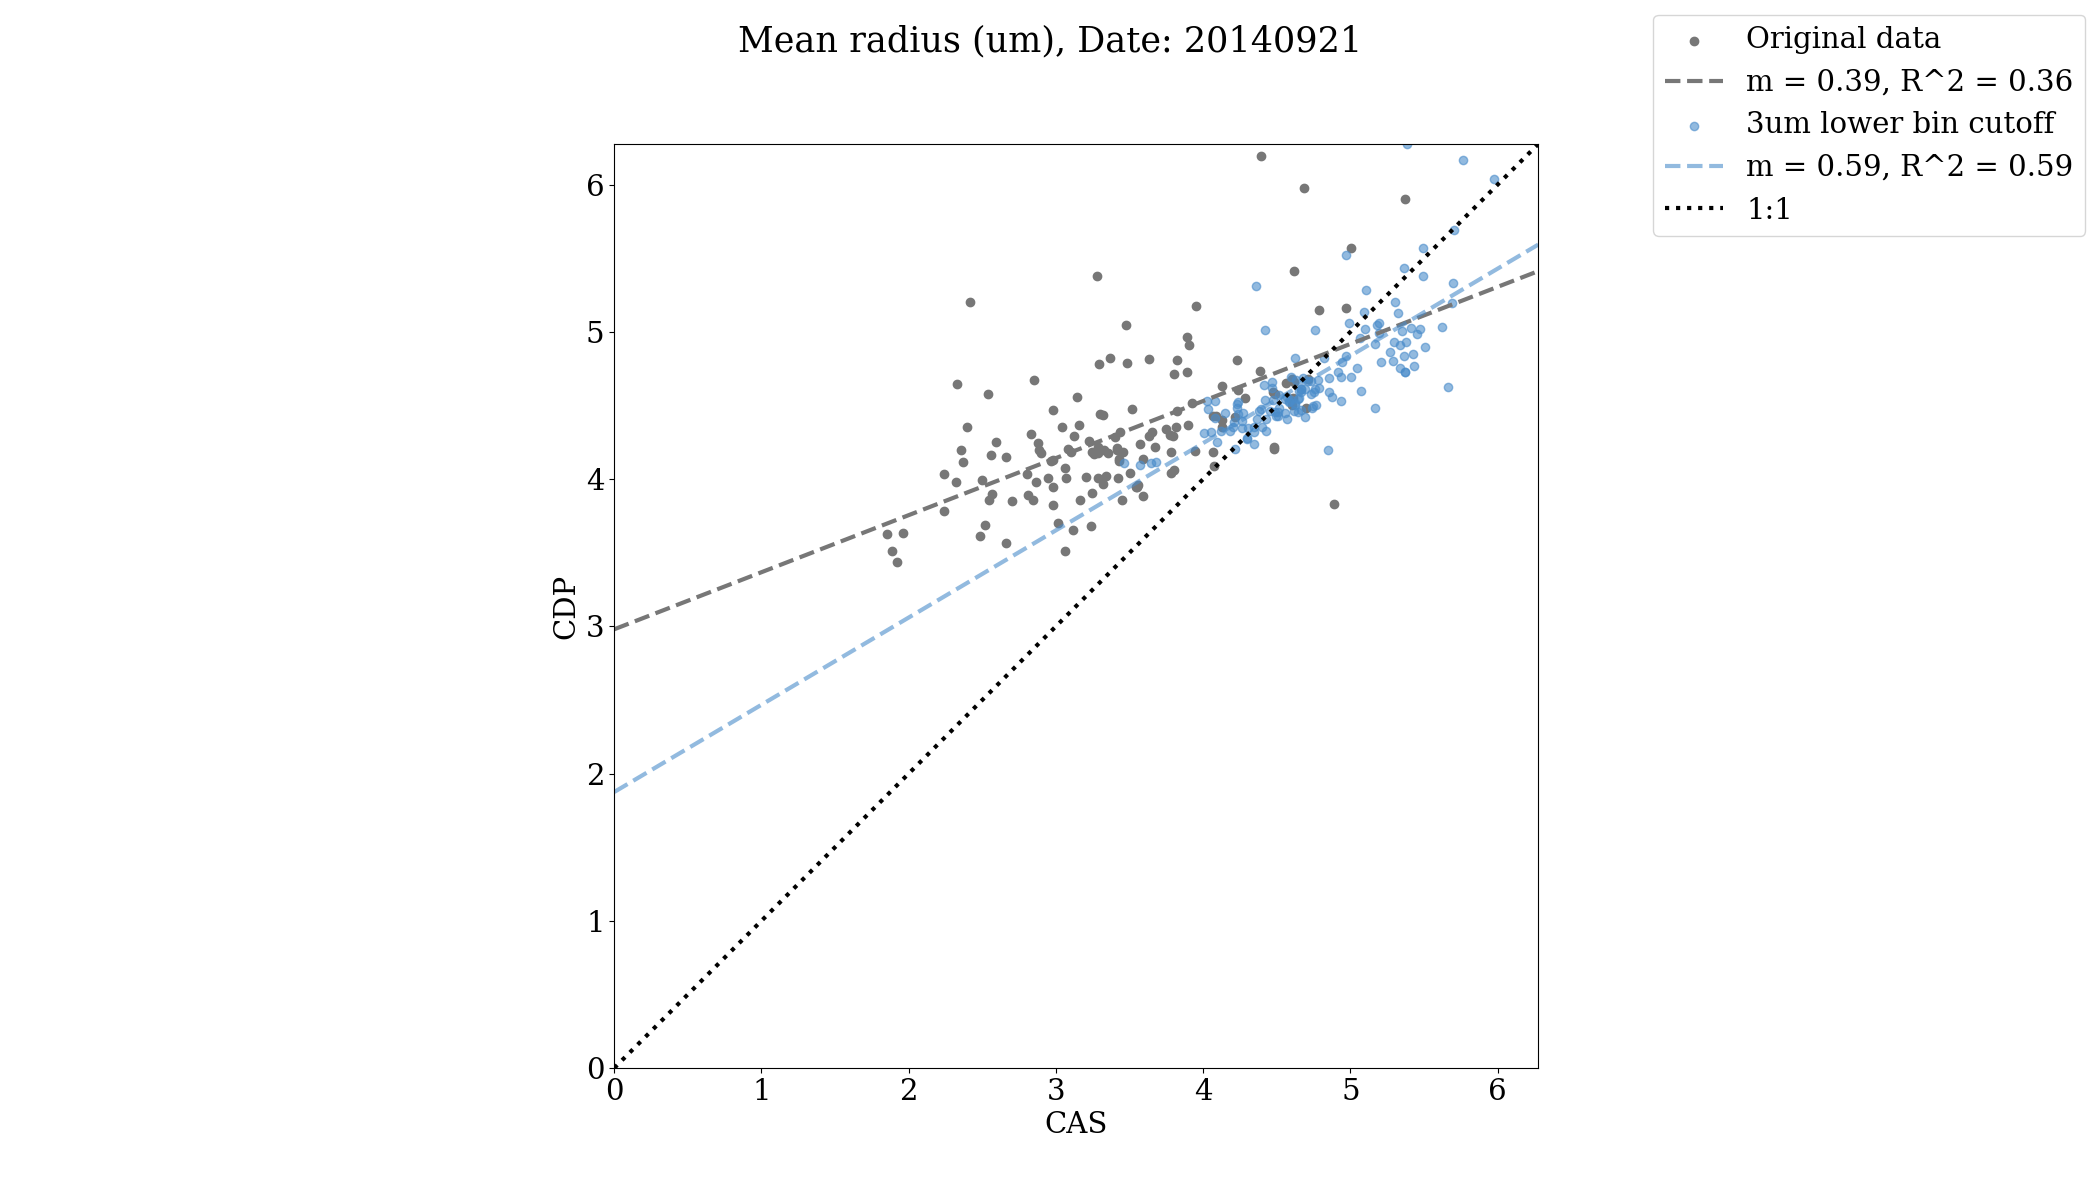 Mean radius (um), Date: 20140921
Original data
m = 0.39, R^2 = 0.36
3um lower bin cutoff
m = 0.59, R^2 = 0.59
1:1
6
5
4
3
2
1
0
CDP
0 1 2 3 4 5 6
CAS